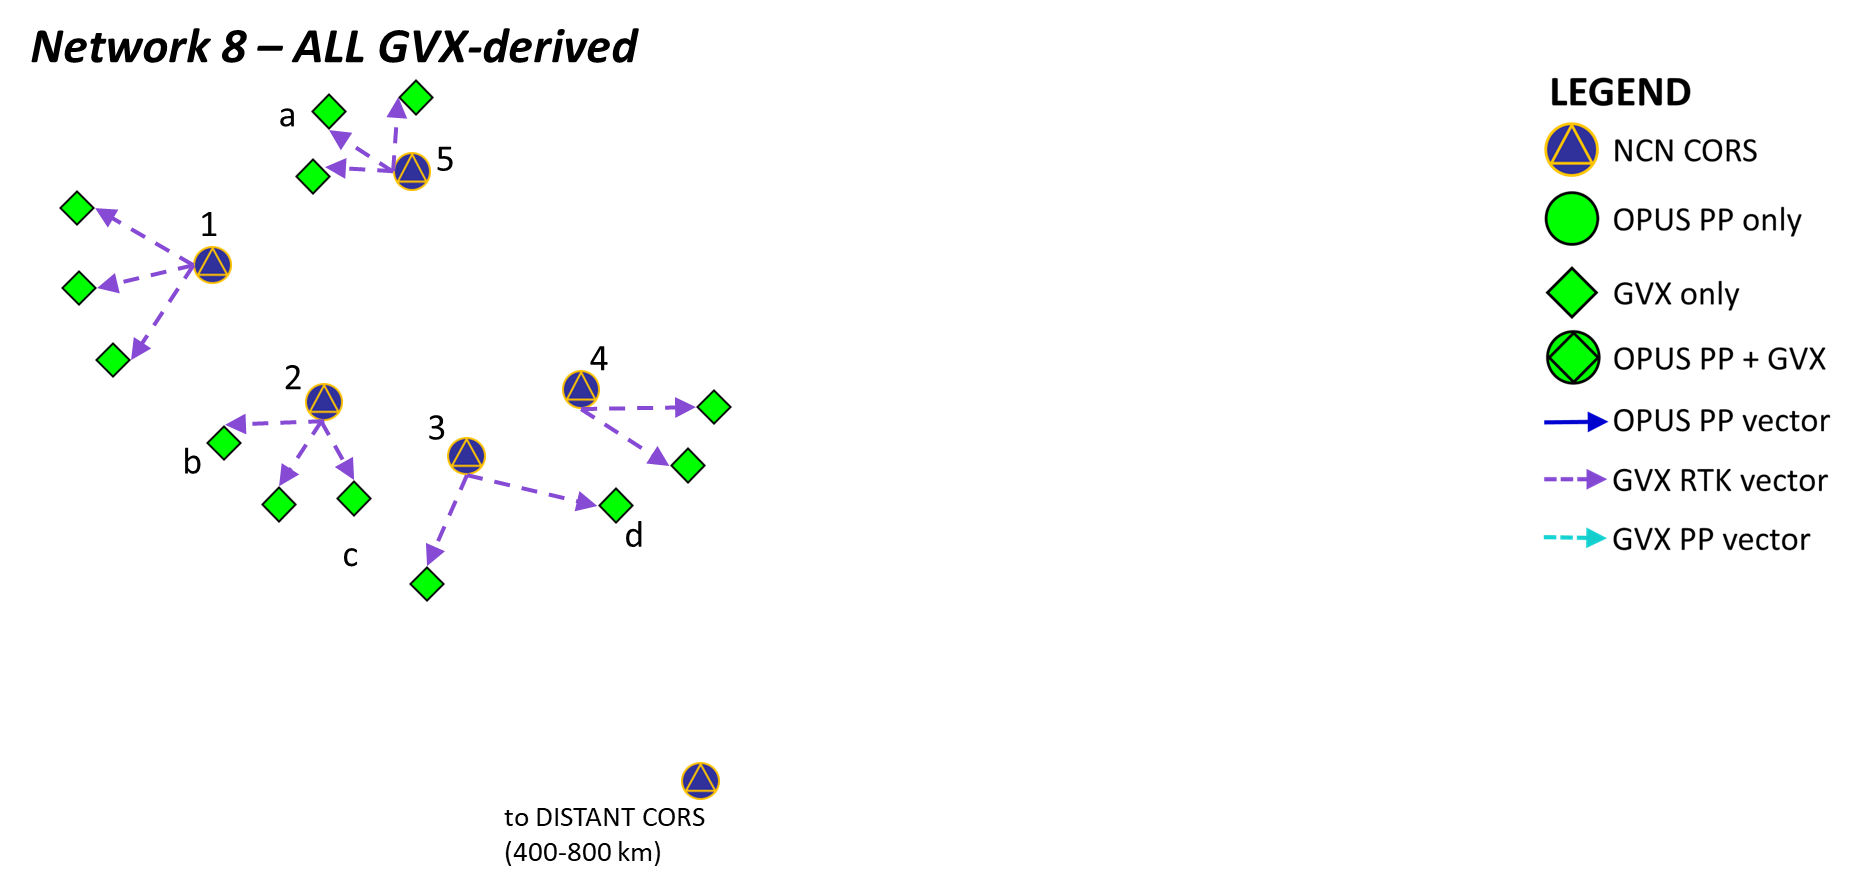 Network 8 – ALL GVX-derived
a
5
1
2
b
c
3
4
d
to DISTANT CORS
(400-800 km)
LEGEND
NCN CORS
OPUS PP only
GVX only
OPUS PP + GVX
OPUS PP vector
GVX RTK vector
GVX PP vector